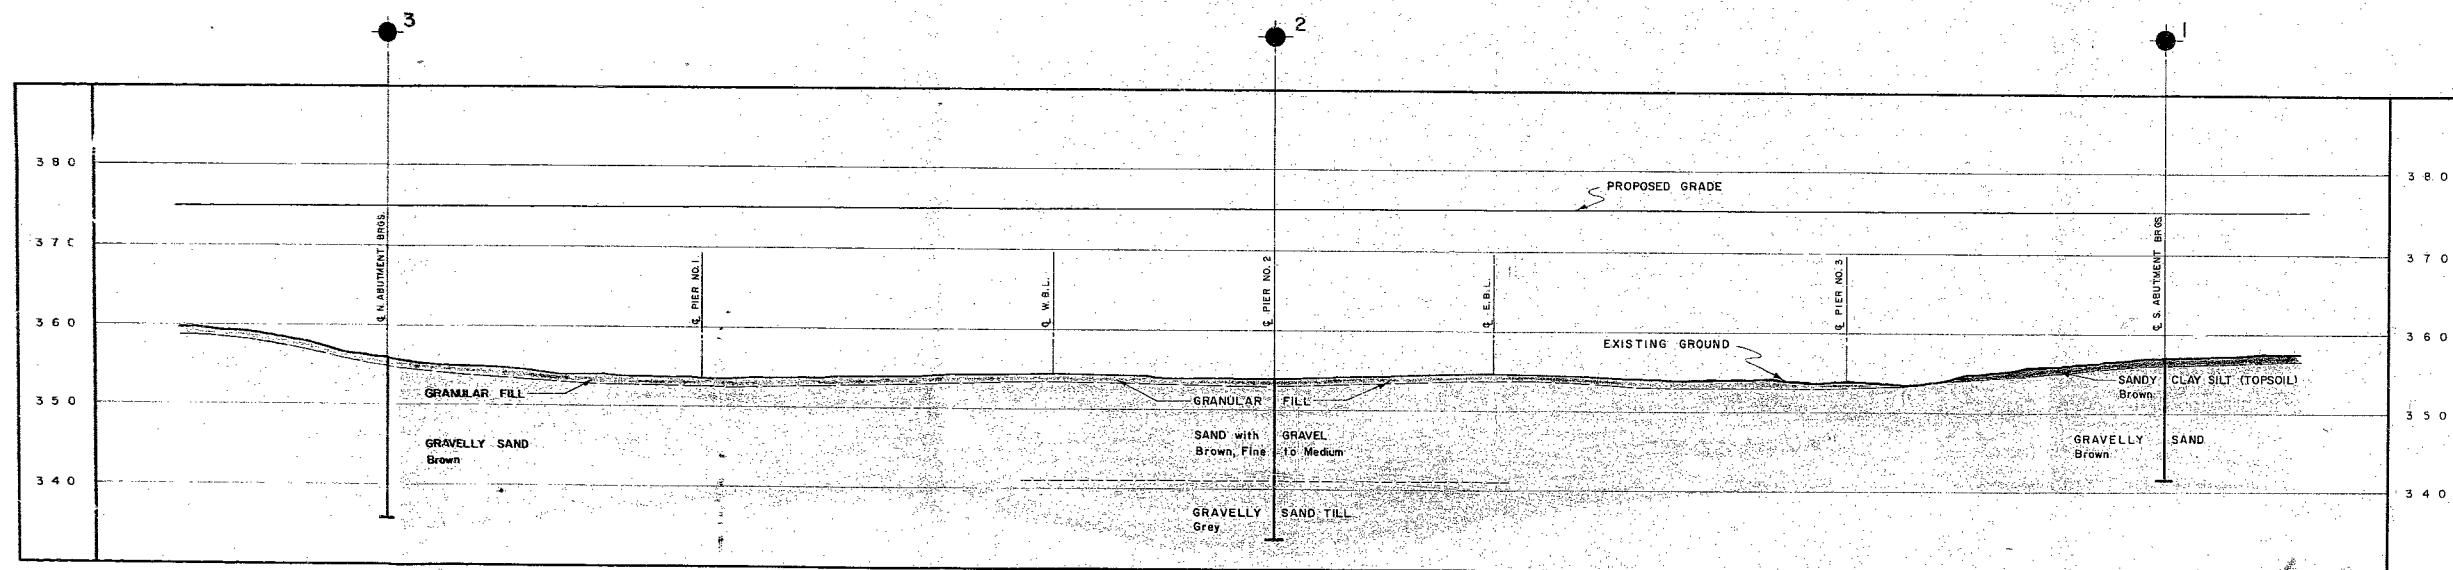 3
2
1
380
380
PROPOSED GRADE
370
370
℄ N. ABUTMENT BRGS.
℄ PIER NO. 1.
℄ W.B.L.
℄ PIER NO. 2
℄ E.B.L.
℄ PIER NO. 3
℄ S. ABUTMENT BRGS.
360
360
EXISTING GROUND
GRANULAR FILL
GRANULAR FILL
SANDY CLAY SILT (TOPSOIL)
Brown
350
350
GRAVELLY SAND
Brown
SAND with GRAVEL
Brown, Fine to Medium
GRAVELLY SAND
Brown
340
340
GRAVELLY SAND TILL
Grey